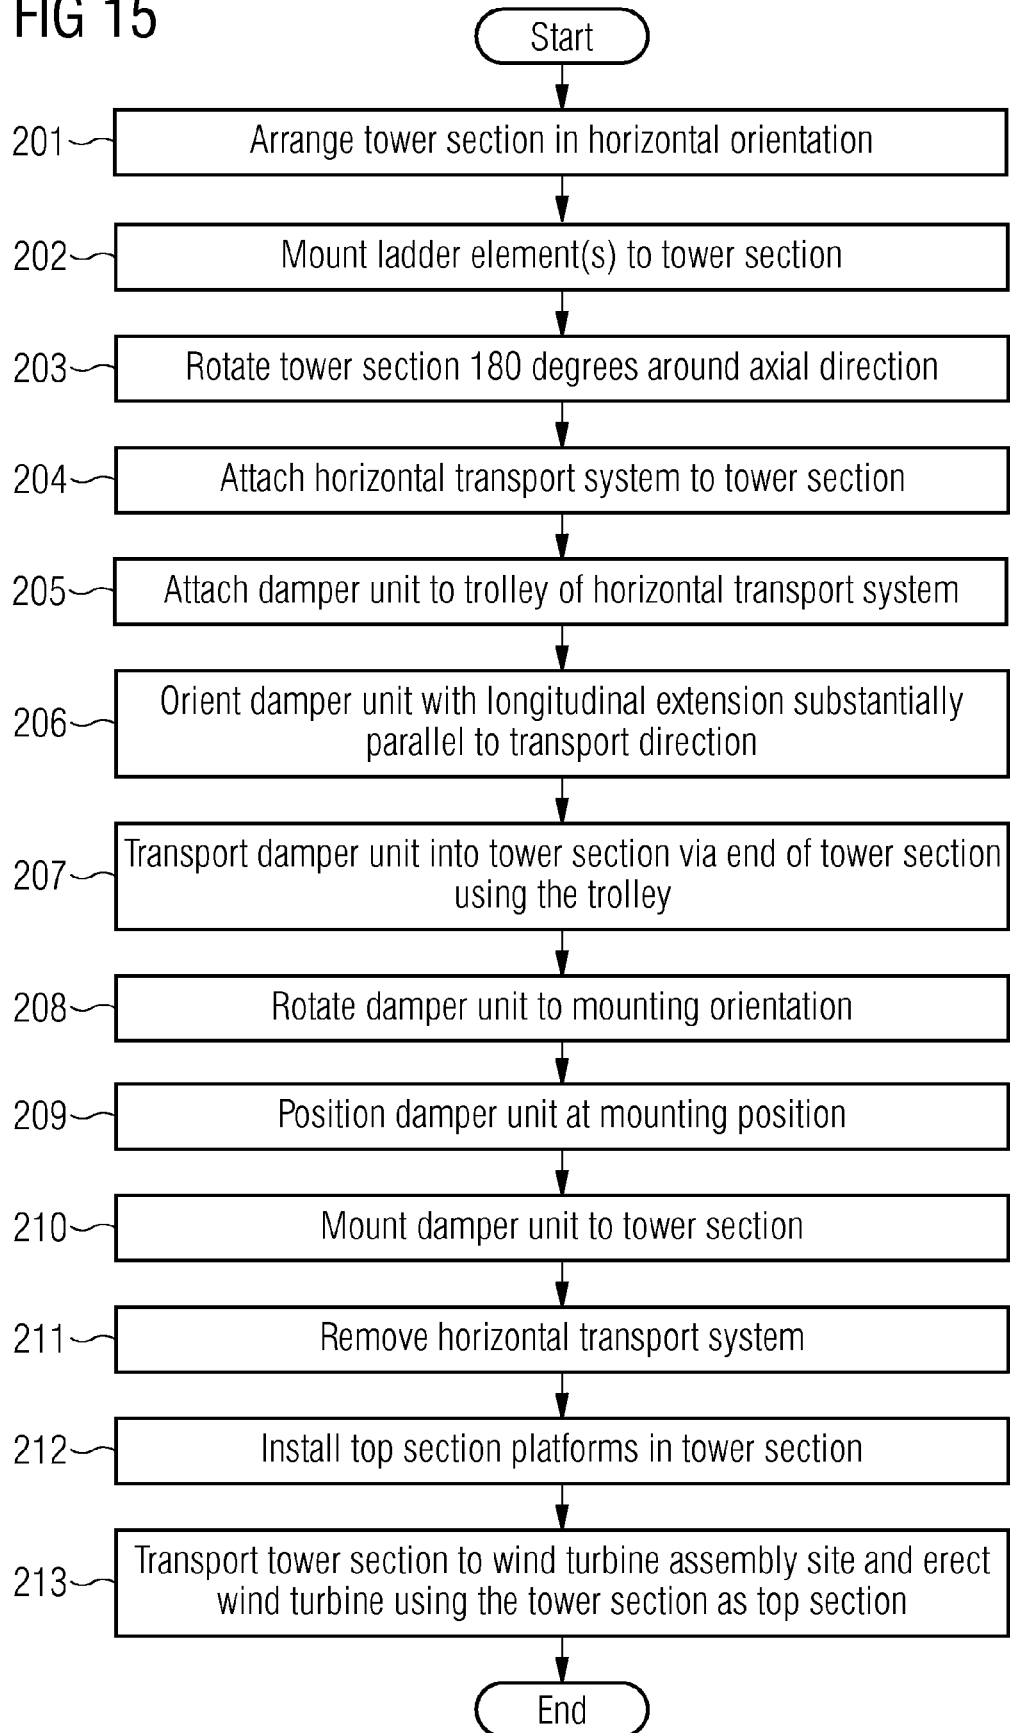 FIG 15
Start
201
Arrange tower section in horizontal orientation
202
Mount ladder element(s) to tower section
203
Rotate tower section 180 degrees around axial direction
204
Attach horizontal transport system to tower section
205
Attach damper unit to trolley of horizontal transport system
206
Orient damper unit with longitudinal extension substantially
parallel to transport direction
207
Transport damper unit into tower section via end of tower section
using the trolley
208
Rotate damper unit to mounting orientation
209
Position damper unit at mounting position
210
Mount damper unit to tower section
211
Remove horizontal transport system
212
Install top section platforms in tower section
213
Transport tower section to wind turbine assembly site and erect
wind turbine using the tower section as top section
End